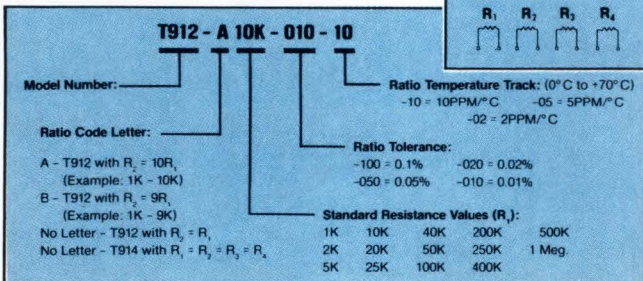 R₁ R₂ R₃ R₄
T912 - A 10K - 010 - 10
Model Number:
Ratio Temperature Track: (0°C to +70°C)
-10 = 10PPM/°C -05 = 5PPM/°C
-02 = 2PPM/°C
Ratio Code Letter:
A - T912 with R₂ = 10R₁
(Example: 1K - 10K)
B - T912 with R₂ = 9R₁
(Example: 1K - 9K)
No Letter - T912 with R₂ = R₁
No Letter - T914 with R₁ = R₂ = R₃ = R₄
Ratio Tolerance:
-100 = 0.1% -020 = 0.02%
-050 = 0.05% -010 = 0.01%
Standard Resistance Values (R₁):
1K 10K 40K 200K 500K
2K 20K 50K 250K 1 Meg.
5K 25K 100K 400K